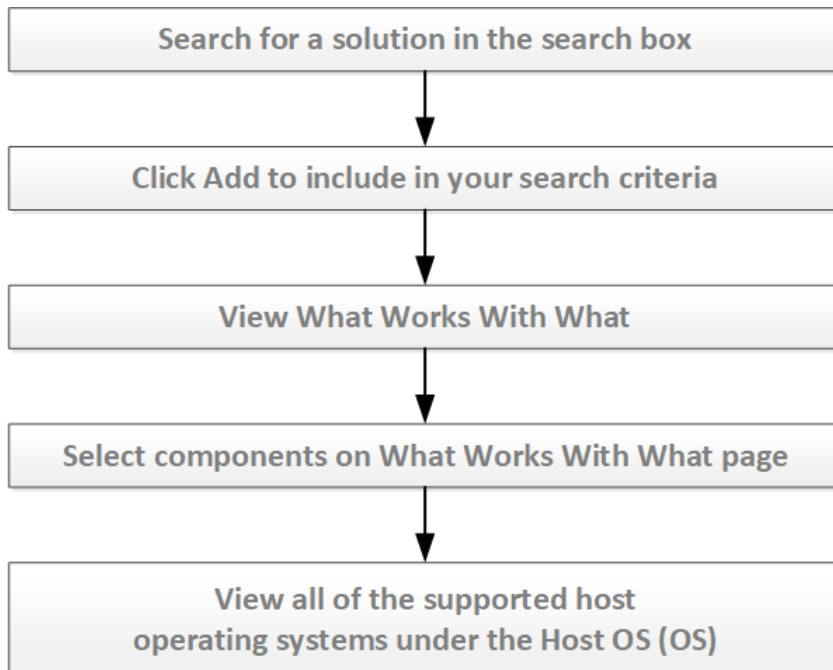 Search for a solution in the search box
Click Add to include in your search criteria
View What Works With What
Select components on What Works With What page
View all of the supported host
operating systems under the Host OS (OS)